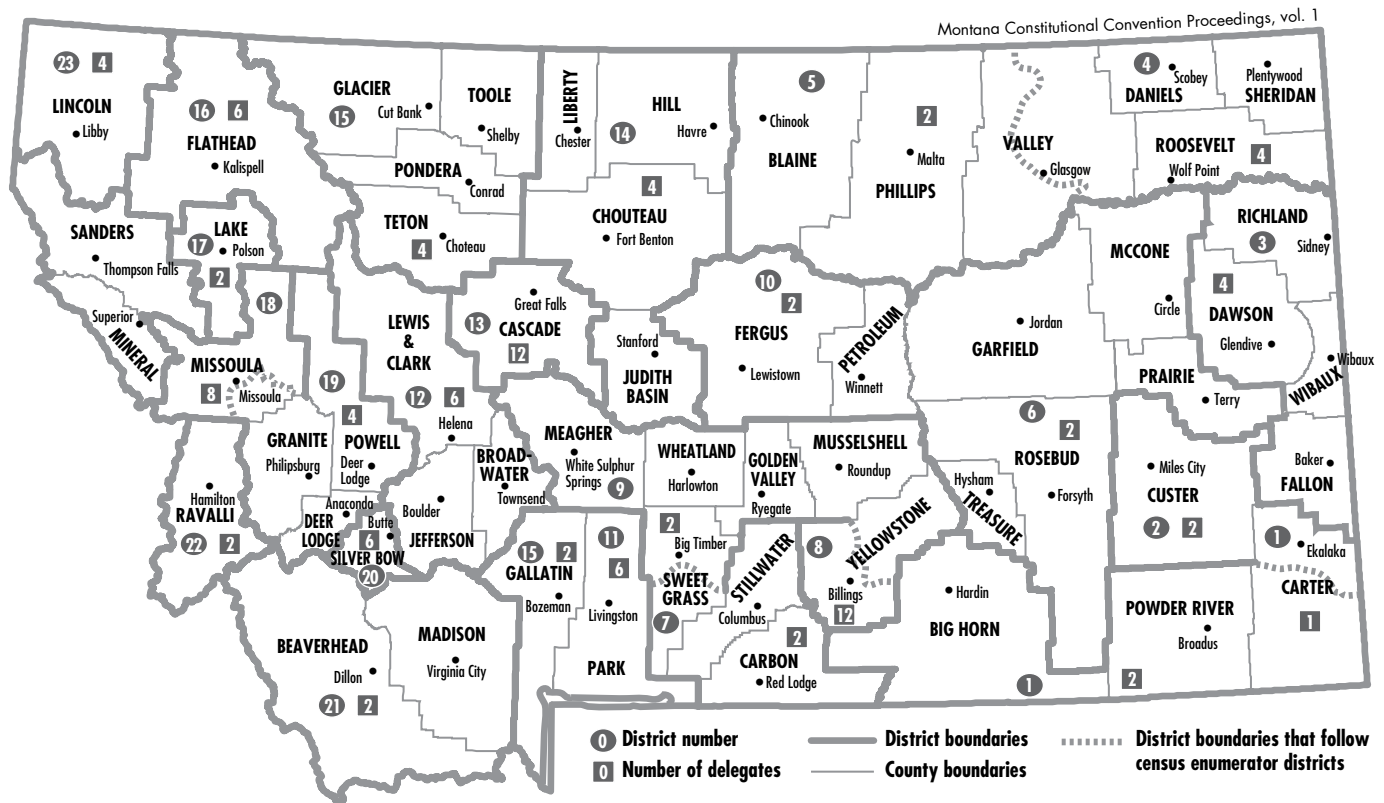 Montana Constitutional Convention Proceedings, vol. 1
23 4
LINCOLN
Libby
16 6
FLATHEAD
Kalispell
GLACIER
15
Cut Bank
TOOLE
Shelby
PONDERA
Conrad
TETON
4
Choteau
LIBERTY
Chester
HILL
14
Havre
4
CHOUTEAU
Fort Benton
5
Chinook
BLAINE
2
Malta
PHILLIPS
VALLEY
Glasgow
4
Scobey
DANIELS
Plentywood
SHERIDAN
ROOSEVELT
4
Wolf Point
SANDERS
Thompson Falls
LAKE
17
Polson
2
Superior
MINERAL
18
MISSOULA
8
Missoula
19
4
POWELL
Deer
Lodge
GRANITE
Philipsburg
LEWIS
&
CLARK
12 6
Helena
13
Great Falls
CASCADE
12
Stanford
JUDITH
BASIN
10
2
FERGUS
Lewistown
PETROLEUM
Winnett
Jordan
GARFIELD
MCCONE
Circle
RICHLAND
3
Sidney
4
DAWSON
Glendive
Wibaux
WIBAUX
PRAIRIE
Terry
Hamilton
RAVALLI
22 2
Anaconda
DEER
LODGE
Butte
6
SILVER BOW
20
Boulder
JEFFERSON
BROAD-
WATER
Townsend
MEAGHER
White Sulphur
Springs
9
WHEATLAND
Harlowton
GOLDEN
VALLEY
Ryegate
MUSSELSHELL
Roundup
6
2
ROSEBUD
Forsyth
Hysham
TREASURE
Miles City
CUSTER
2 2
Baker
FALLON
1
Ekalaka
CARTER
1
15 2
GALLATIN
Bozeman
11
6
Livingston
PARK
2
Big Timber
SWEET
GRASS
7
STILLWATER
Columbus
8
YELLOWSTONE
Billings
12
2
CARBON
Red Lodge
Hardin
BIG HORN
1
POWDER RIVER
Broadus
2
BEAVERHEAD
Dillon
21 2
MADISON
Virginia City
0 District number
0 Number of delegates
District boundaries
County boundaries
District boundaries that follow
census enumerator districts